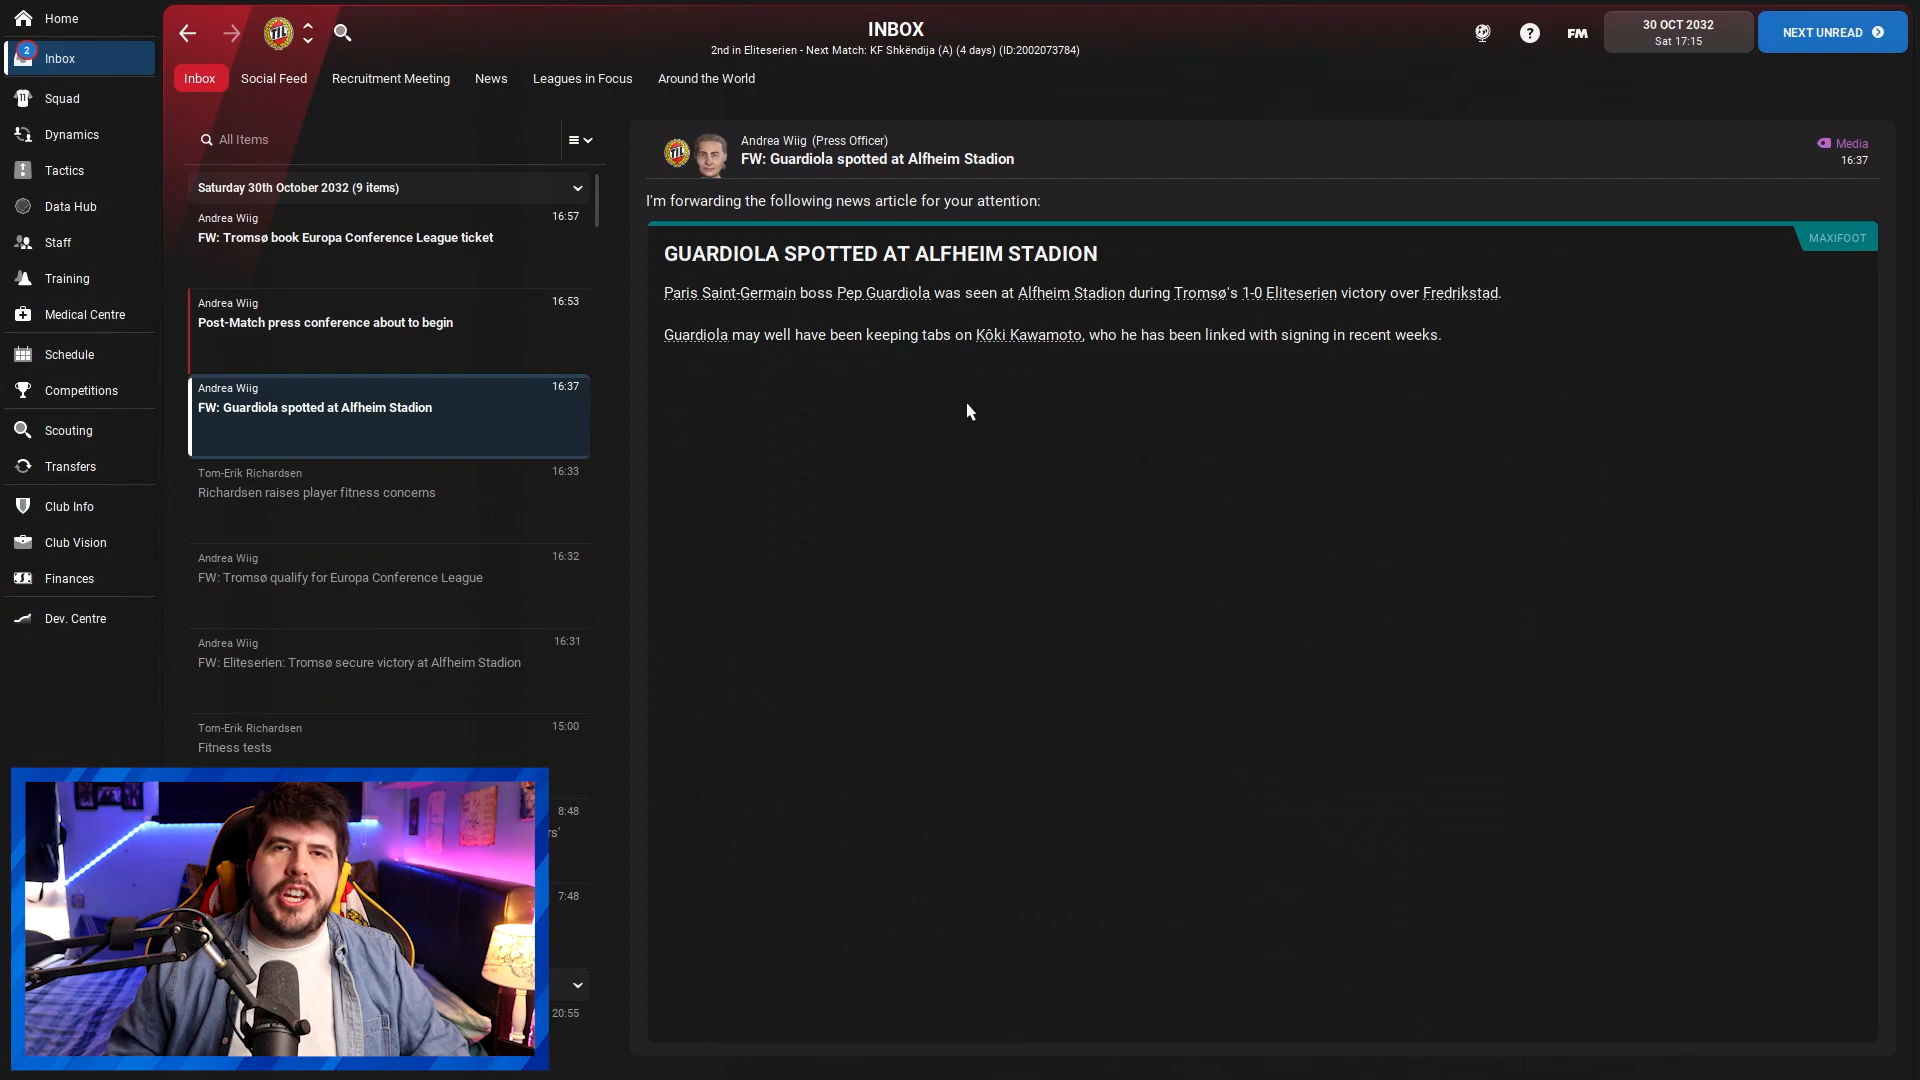 Home
2
Inbox
Squad
Dynamics
Tactics
Data Hub
Staff
Training
Medical Centre
Schedule
Competitions
Scouting
Transfers
Club Info
Club Vision
Finances
Dev. Centre
TIL
INBOX
2nd in Eliteserien - Next Match: KF Shkëndija (A) (4 days) (ID:2002073784)
?
FM
30 OCT 2032
Sat 17:15
NEXT UNREAD
Inbox
Social Feed
Recruitment Meeting
News
Leagues in Focus
Around the World
All Items
Saturday 30th October 2032 (9 items)
Andrea Wiig
16:57
FW: Tromsø book Europa Conference League ticket
Andrea Wiig
16:53
Post-Match press conference about to begin
Andrea Wiig
16:37
FW: Guardiola spotted at Alfheim Stadion
Tom-Erik Richardsen
16:33
Richardsen raises player fitness concerns
Andrea Wiig
16:32
FW: Tromsø qualify for Europa Conference League
Andrea Wiig
16:31
FW: Eliteserien: Tromsø secure victory at Alfheim Stadion
Tom-Erik Richardsen
15:00
Fitness tests
8:48
rs'
7:48
20:55
TIL
Andrea Wiig (Press Officer)
FW: Guardiola spotted at Alfheim Stadion
Media
16:37
I'm forwarding the following news article for your attention:
MAXIFOOT
GUARDIOLA SPOTTED AT ALFHEIM STADION
Paris Saint-Germain boss Pep Guardiola was seen at Alfheim Stadion during Tromsø's 1-0 Eliteserien victory over Fredrikstad.
Guardiola may well have been keeping tabs on Kôki Kawamoto, who he has been linked with signing in recent weeks.